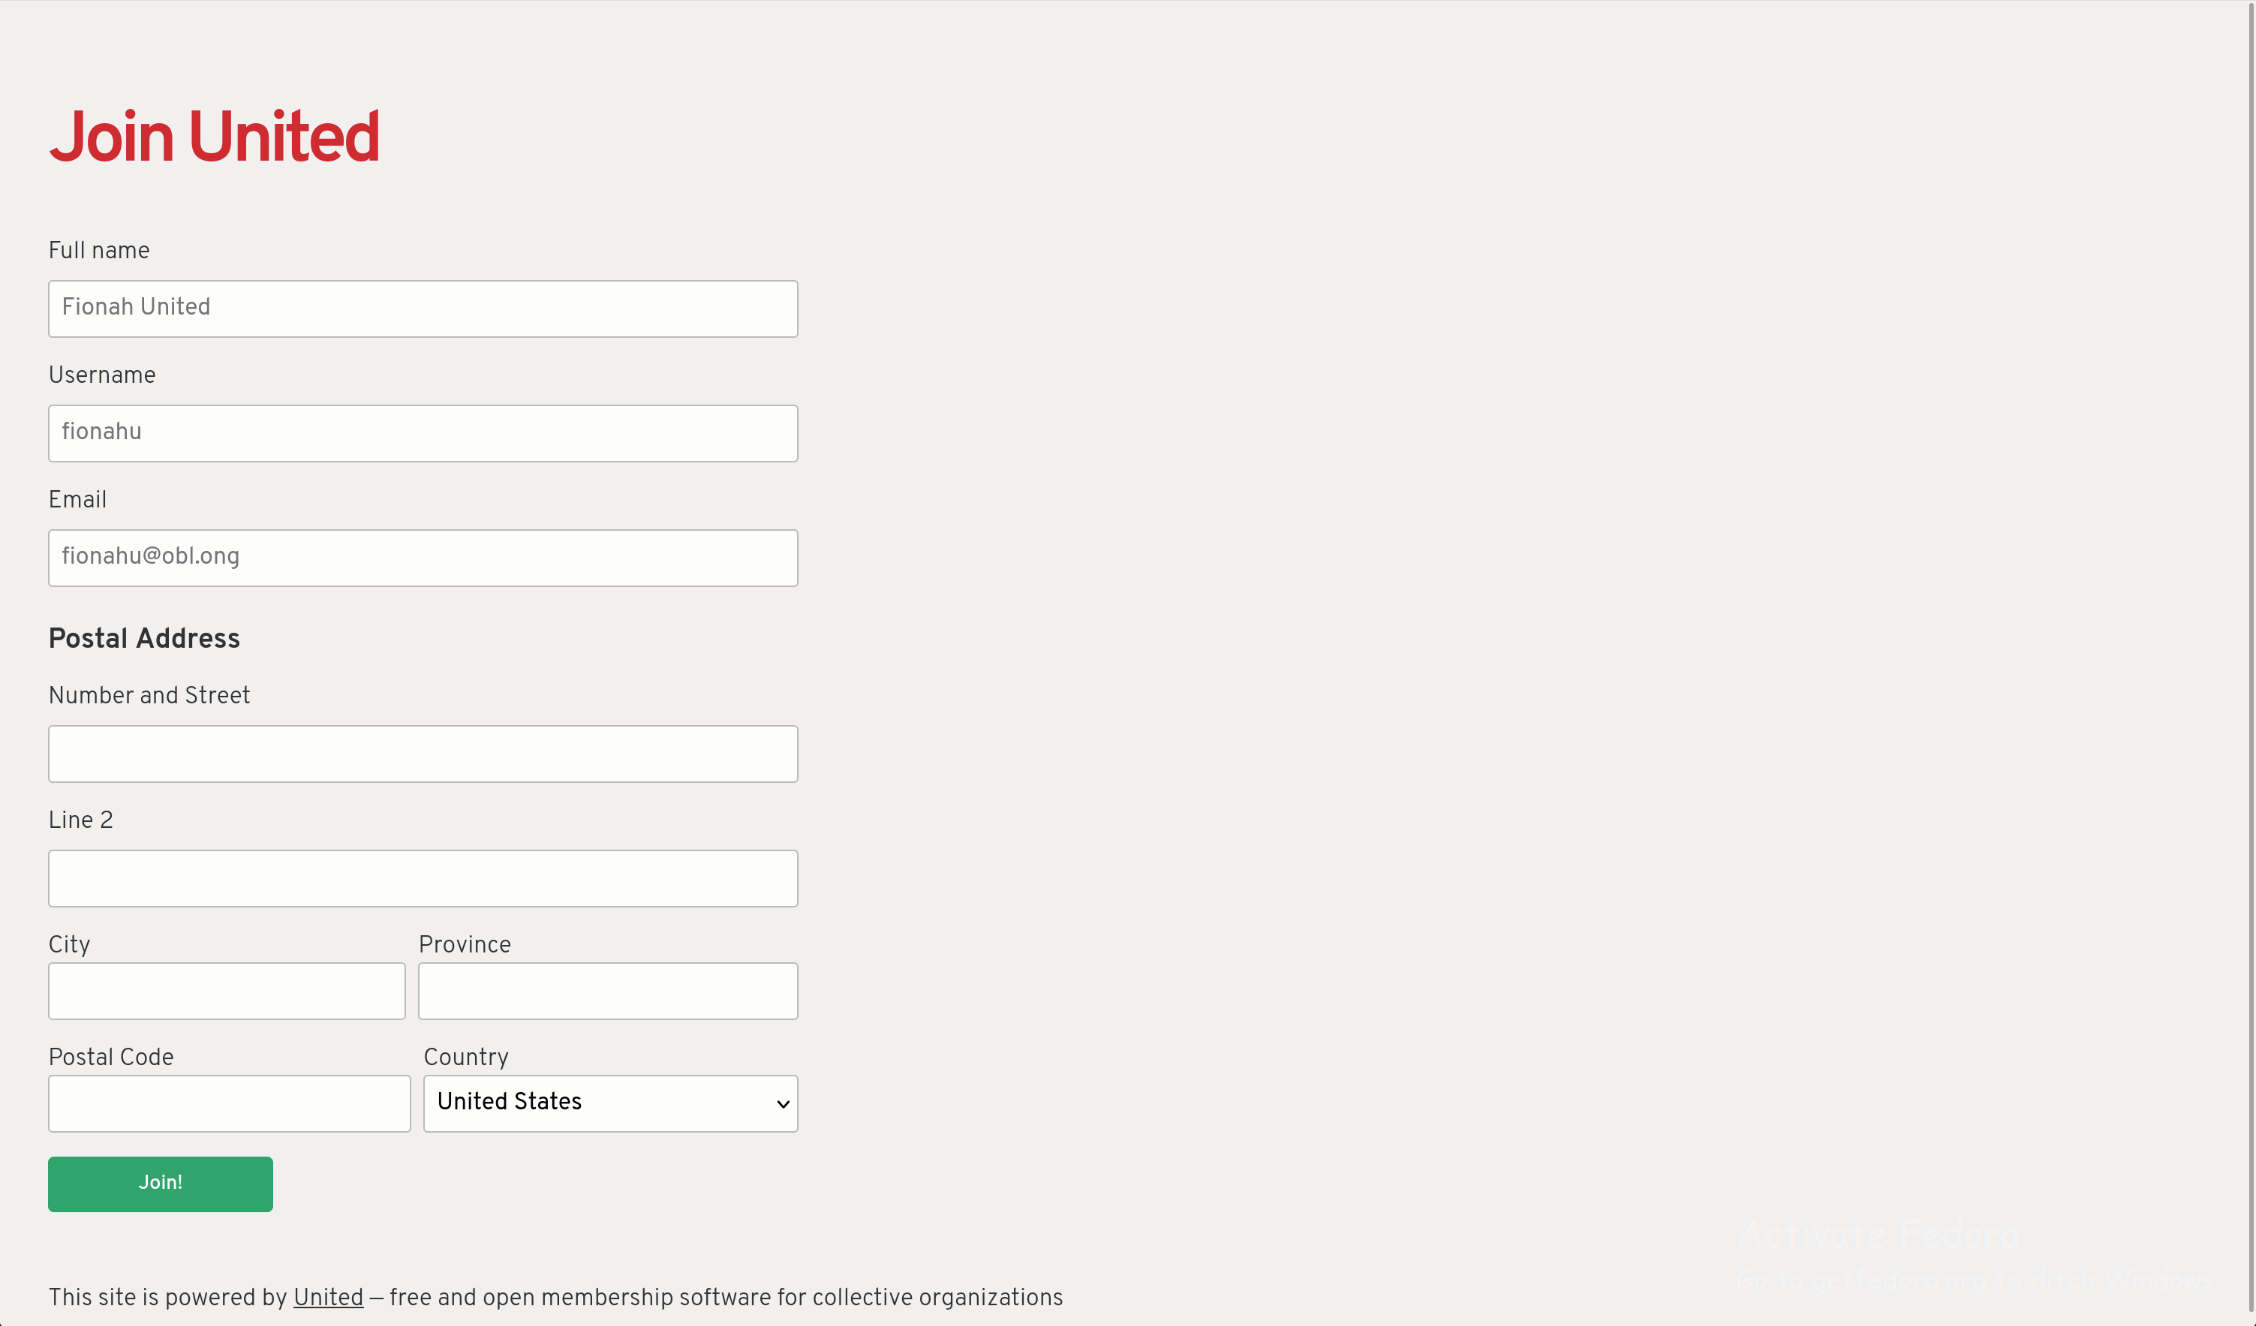 Join United
Full name
Fionah United
Username
fionahu
Email
fionahu@obl.ong
Postal Address
Number and Street
Line 2
City Province
Postal Code Country
United States
Join!
Activate Fedora
Go to getfedora.org to ditch Windows.
This site is powered by United – free and open membership software for collective organizations